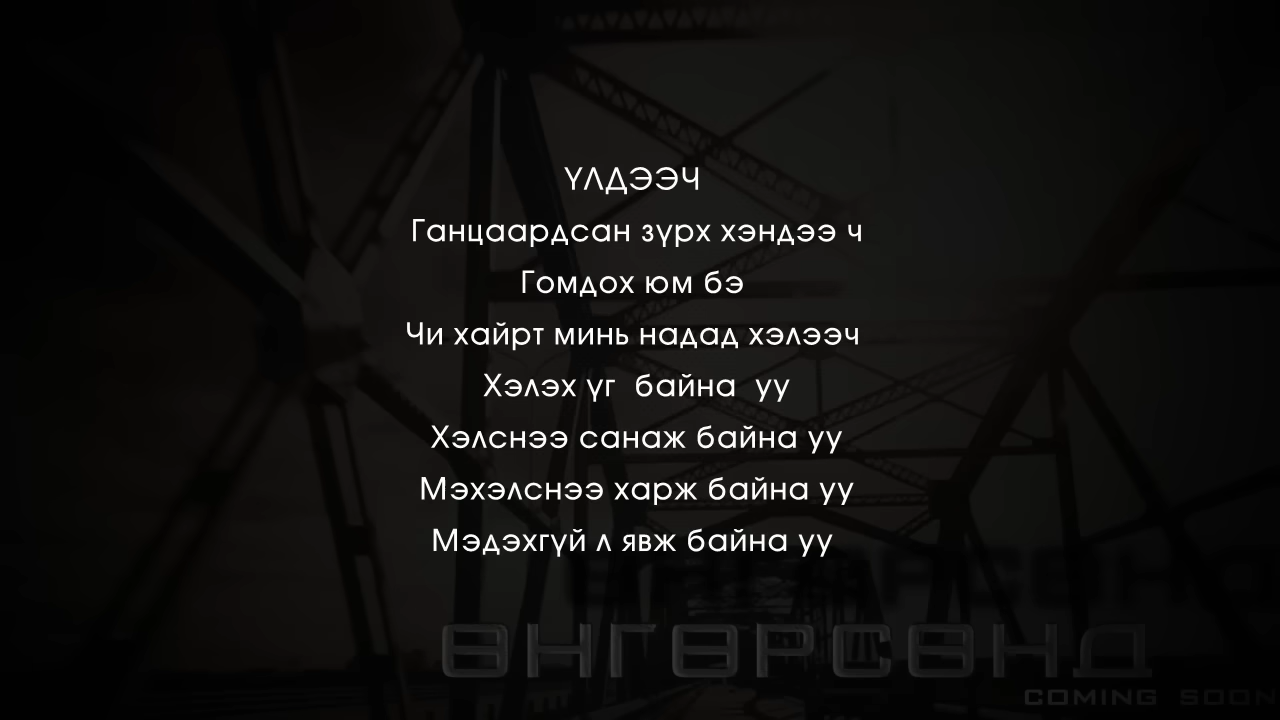 ҮЛДЭЭЧ
Ганцаардсан зүрх хэндээ ч
Гомдох юм бэ
Чи хайрт минь надад хэлээч
Хэлэх үг байна уу
Хэлснээ санаж байна уу
Мэхэлснээ харж байна уу
Мэдэхгүй л явж байна уу
ӨНГӨРСӨНД
COMING SOON